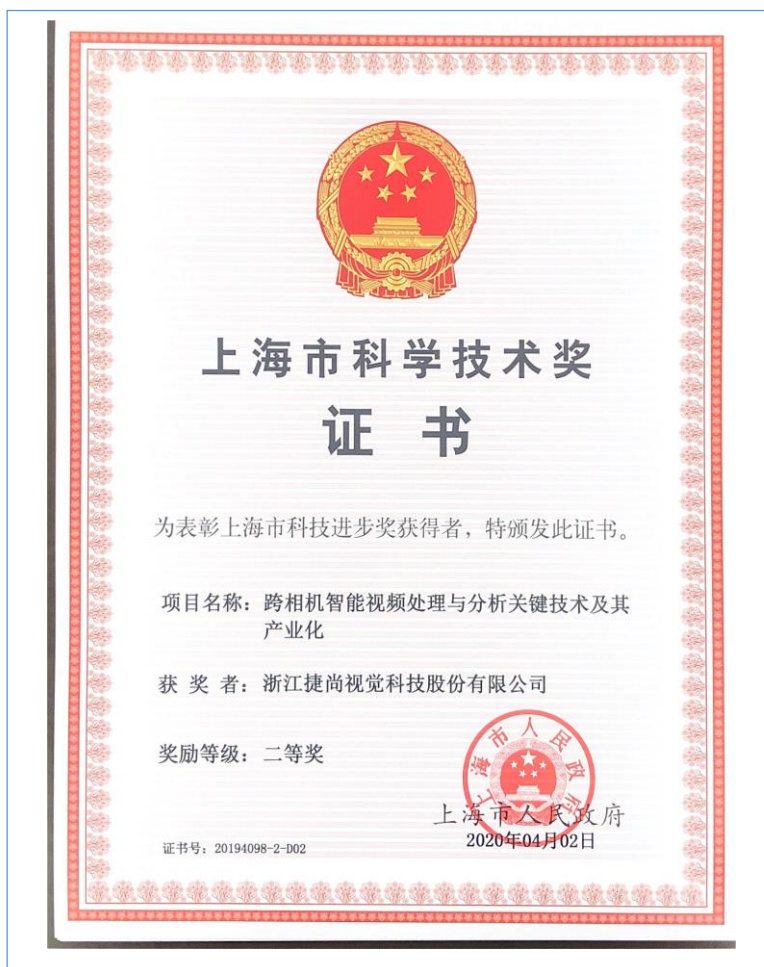 上海市科学技术奖
证 书
为表彰上海市科技进步奖获得者，特颁发此证书。
项目名称：跨相机智能视频处理与分析关键技术及其
产业化
获 奖 者：浙江捷尚视觉科技股份有限公司
奖励等级：二等奖
上海市人民政府
上海市人民政府
2020年04月02日
证书号：20194098-2-D02